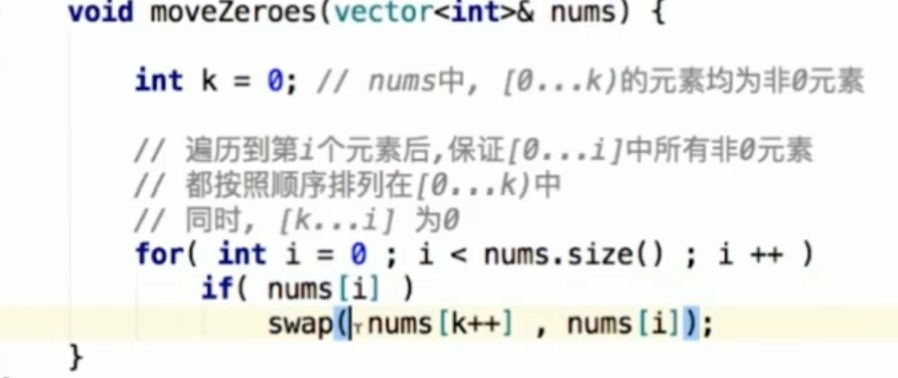 void moveZeroes(vector<int>& nums) {
int k = 0; // nums中, [0...k)的元素均为非0元素
// 遍历到第i个元素后,保证[0...i]中所有非0元素
// 都按照顺序排列在[0...k)中
// 同时, [k...i] 为0
for( int i = 0 ; i < nums.size() ; i ++ )
if( nums[i] )
swap( nums[k++] , nums[i]);
}